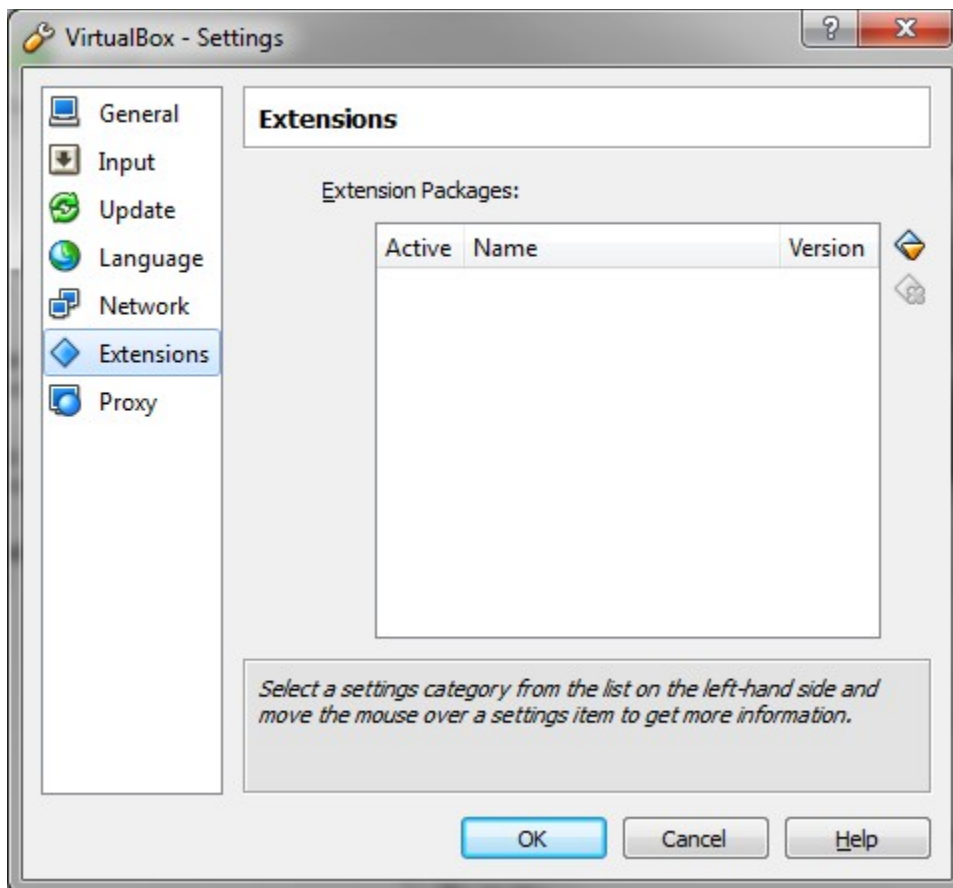 VirtualBox - Settings
General
Input
Update
Language
Network
Extensions
Proxy
Extensions
Extension Packages:
Active Name Version
Select a settings category from the list on the left-hand side and
move the mouse over a settings item to get more information.
OK Cancel Help